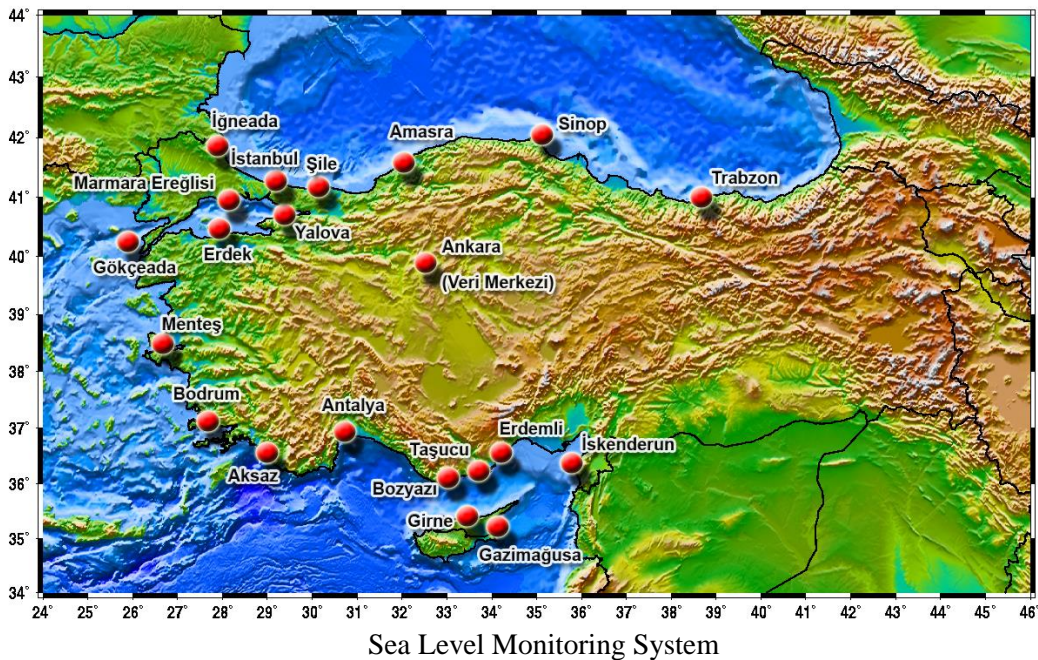 44°
43°
42°
41°
40°
39°
38°
37°
36°
35°
34°
İğneada
İstanbul
Şile
Amasra
Sinop
Marmara Ereğlisi
Trabzon
Yalova
Erdek
Gökçeada
Ankara
(Veri Merkezi)
Menteş
Bodrum
Antalya
Erdemli
Aksaz
Taşucu
İskenderun
Bozyazı
Girne
Gazimağusa
24° 26° 27° 28° 29° 30° 31° 32° 33° 34° 35° 36° 37° 38° 39° 40° 41° 42° 43° 44° 45° 46°
Sea Level Monitoring System